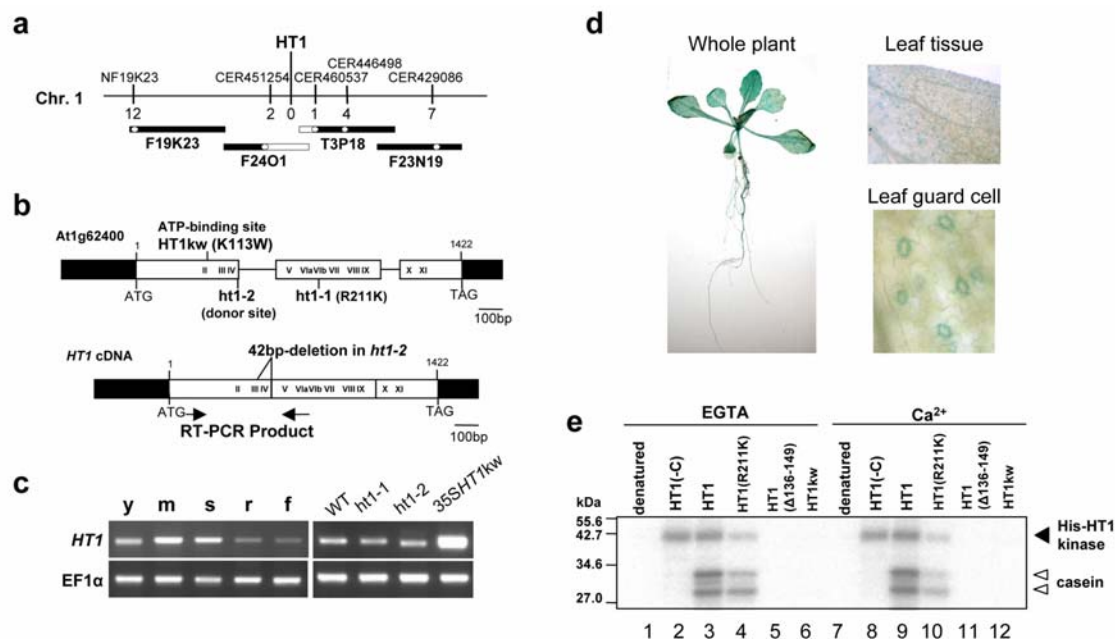 a
HT1
CER446498
NF19K23 CER451254 CER460537 CER429086
Chr. 1
12 2 0 1 4 7
F19K23 T3P18
F24O1 F23N19
b
ATP-binding site
At1g62400 1 HT1kw (K113W) 1422
II III IV V VIa VIb VII VIII IX X XI
ATG ht1-2 ht1-1 (R211K) TAG
(donor site)
100bp
42bp-deletion in ht1-2
HT1 cDNA 1 1422
II III IV V VIa VIb VII VIII IX X XI
ATG TAG
RT-PCR Product 100bp
c
y m s r f WT ht1-1 ht1-2 35SHT1kw
HT1
EF1α
d
Whole plant Leaf tissue
Leaf guard cell
e
EGTA Ca²⁺
denatured HT1(-C) HT1 HT1(R211K) HT1 (Δ136-149) HT1kw denatured HT1(-C) HT1 HT1(R211K) HT1 (Δ136-149) HT1kw
kDa
55.6
42.7 His-HT1 kinase
34.6
casein
27.0
1 2 3 4 5 6 7 8 9 10 11 12